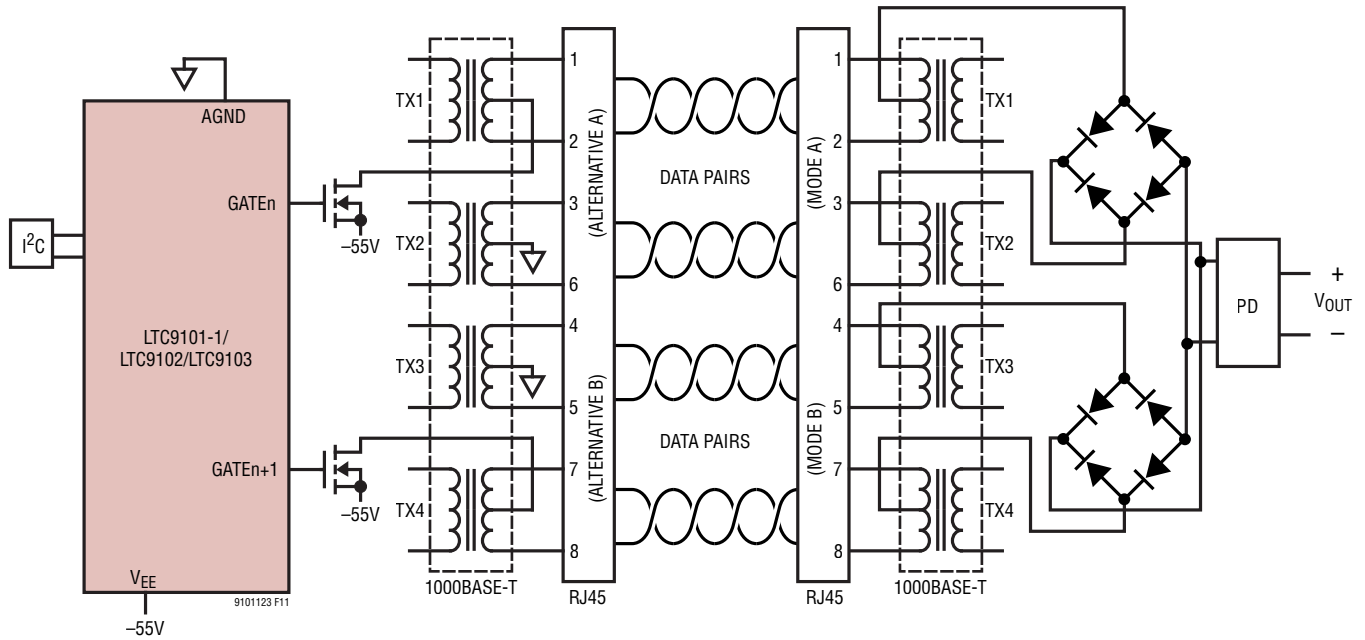 AGND
GATEn
I2C
–55V
LTC9101-1/
LTC9102/LTC9103
GATEn+1
–55V
VEE
9101123 F11
–55V
TX1
TX2
TX3
TX4
1000BASE-T
1
2
3
6
4
5
7
8
(ALTERNATIVE A)
(ALTERNATIVE B)
RJ45
DATA PAIRS
DATA PAIRS
1
2
3
6
4
5
7
8
(MODE A)
(MODE B)
RJ45
TX1
TX2
TX3
TX4
1000BASE-T
PD
+
VOUT
–